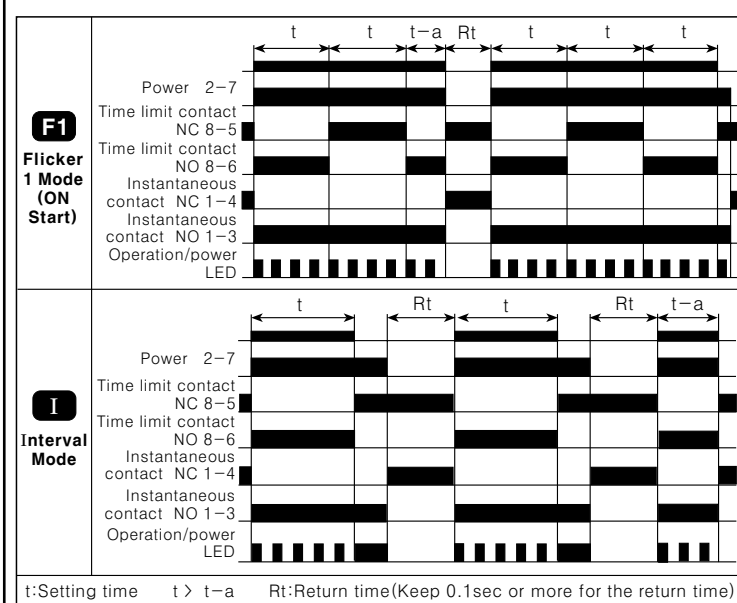 t t t-a Rt t t t
F1
Flicker
1 Mode
(ON
Start)
Power 2-7
Time limit contact
NC 8-5
Time limit contact
NO 8-6
Instantaneous
contact NC 1-4
Instantaneous
contact NO 1-3
Operation/power
LED
t Rt t Rt t-a
I
Interval
Mode
Power 2-7
Time limit contact
NC 8-5
Time limit contact
NO 8-6
Instantaneous
contact NC 1-4
Instantaneous
contact NO 1-3
Operation/power
LED
t:Setting time t> t-a Rt:Return time(Keep 0.1sec or more for the return time)